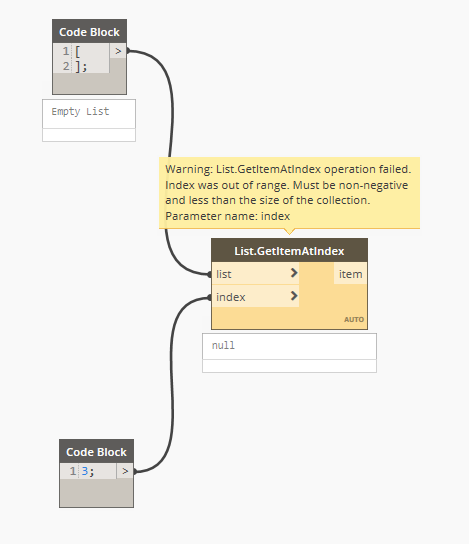 Code Block
>
1 [
2 ];
Empty List
Warning: List.GetItemAtIndex operation failed.
Index was out of range. Must be non-negative
and less than the size of the collection.
Parameter name: index
List.GetItemAtIndex
list > item
index >
AUTO
null
Code Block
1 3; >